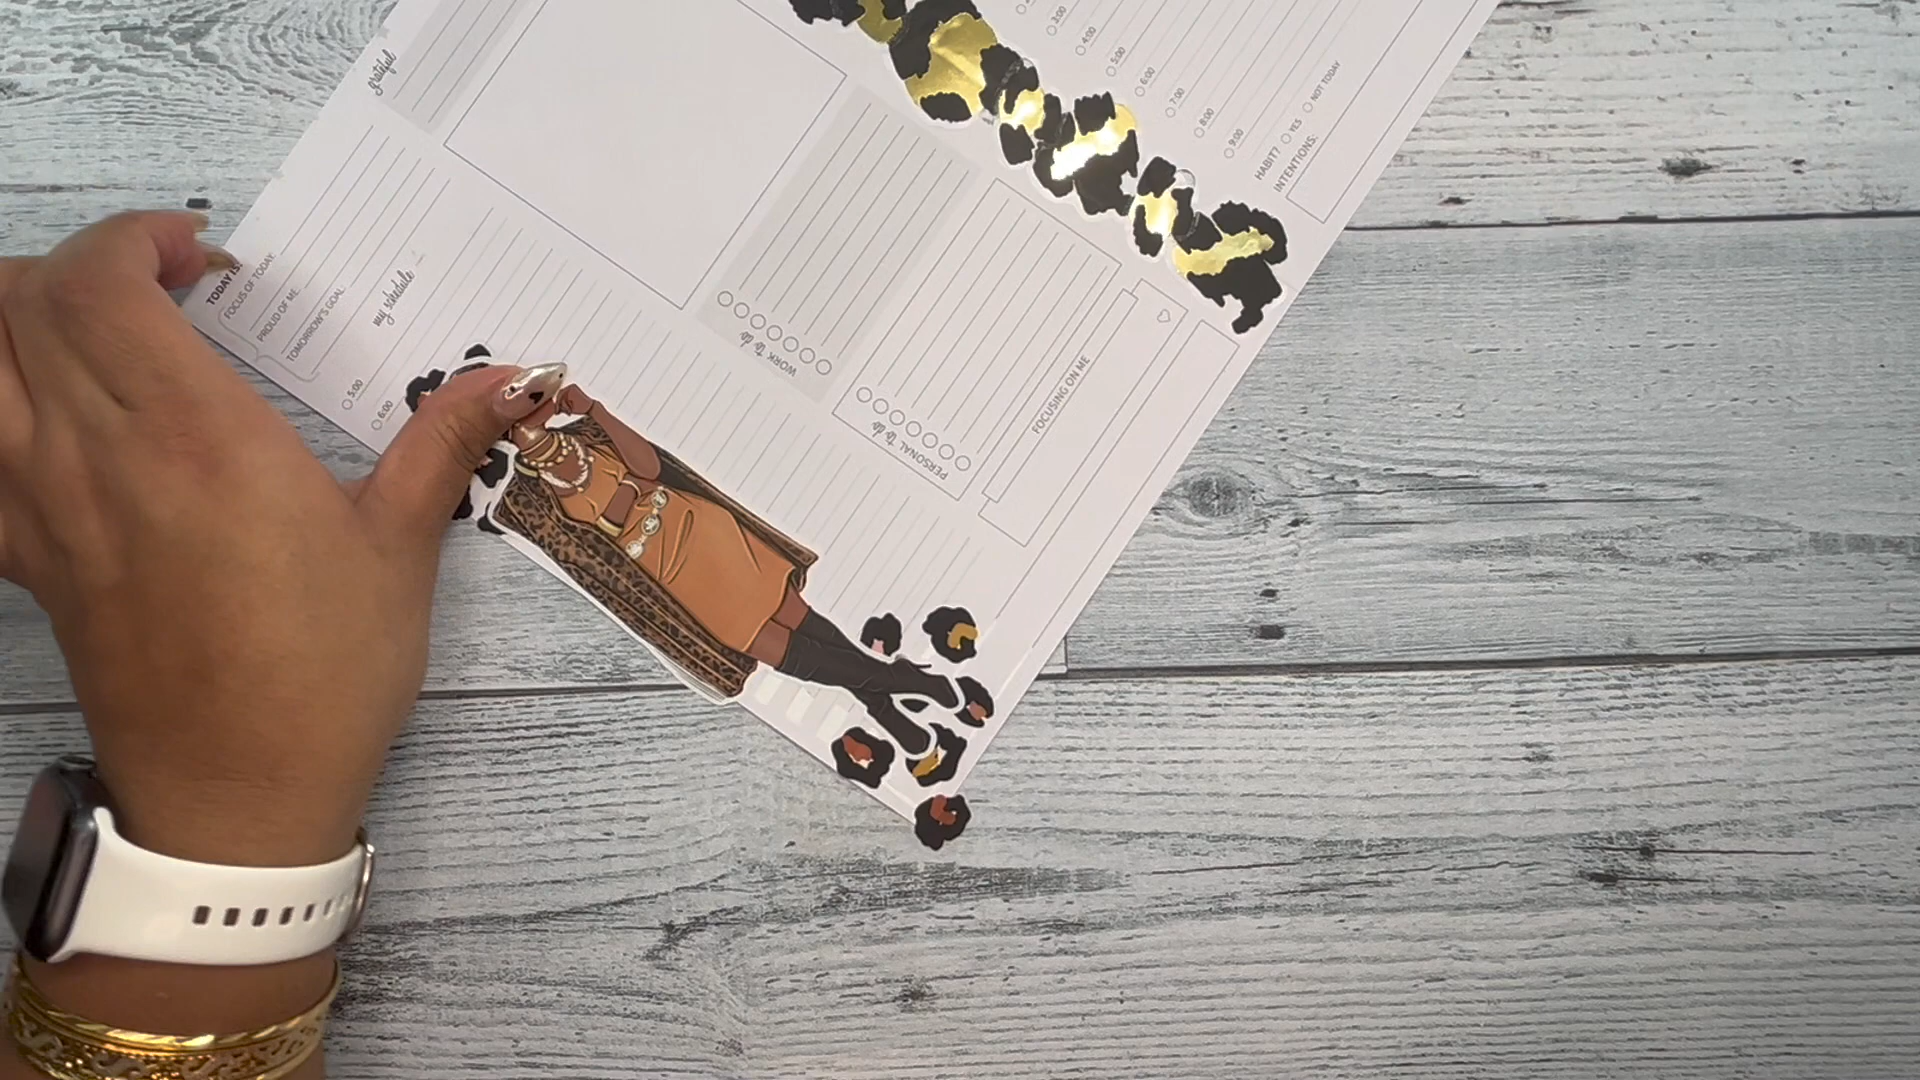 grateful
TODAY IS:
FOCUS OF TODAY:
PROUD OF ME:
TOMORROW'S GOAL:
my schedule
5:00
6:00
WORK to do
PERSONAL to do
FOCUSING ON ME
3:00
4:00
5:00
6:00
7:00
8:00
9:00
HABIT? YES NOT TODAY
INTENTIONS: